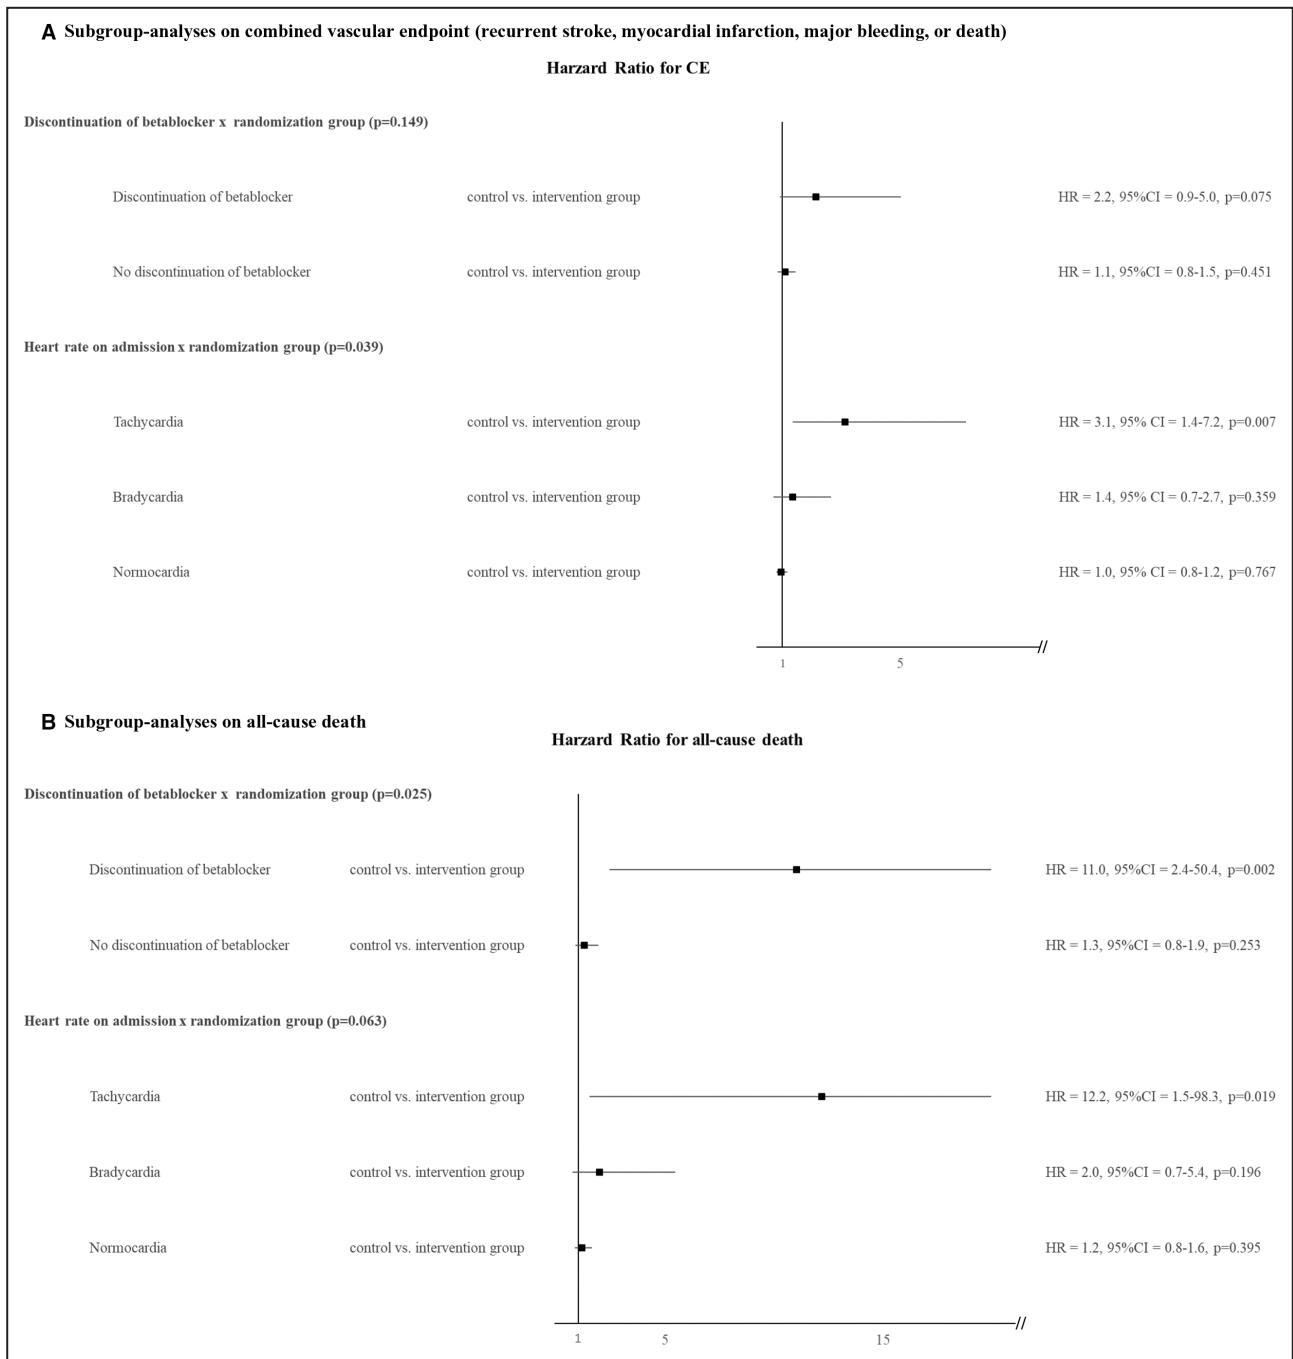 A Subgroup-analyses on combined vascular endpoint (recurrent stroke, myocardial infarction, major bleeding, or death)
Harzard Ratio for CE
Discontinuation of betablocker x randomization group (p=0.149)
Discontinuation of betablocker control vs. intervention group HR = 2.2, 95%CI = 0.9-5.0, p=0.075
No discontinuation of betablocker control vs. intervention group HR = 1.1, 95%CI = 0.8-1.5, p=0.451
Heart rate on admission x randomization group (p=0.039)
Tachycardia control vs. intervention group HR = 3.1, 95% CI = 1.4-7.2, p=0.007
Bradycardia control vs. intervention group HR = 1.4, 95% CI = 0.7-2.7, p=0.359
Normocardia control vs. intervention group HR = 1.0, 95% CI = 0.8-1.2, p=0.767
//
1 5
B Subgroup-analyses on all-cause death
Harzard Ratio for all-cause death
Discontinuation of betablocker x randomization group (p=0.025)
Discontinuation of betablocker control vs. intervention group HR = 11.0, 95%CI = 2.4-50.4, p=0.002
No discontinuation of betablocker control vs. intervention group HR = 1.3, 95%CI = 0.8-1.9, p=0.253
Heart rate on admission x randomization group (p=0.063)
Tachycardia control vs. intervention group HR = 12.2, 95%CI = 1.5-98.3, p=0.019
Bradycardia control vs. intervention group HR = 2.0, 95%CI = 0.7-5.4, p=0.196
Normocardia control vs. intervention group HR = 1.2, 95%CI = 0.8-1.6, p=0.395
//
1 5 15